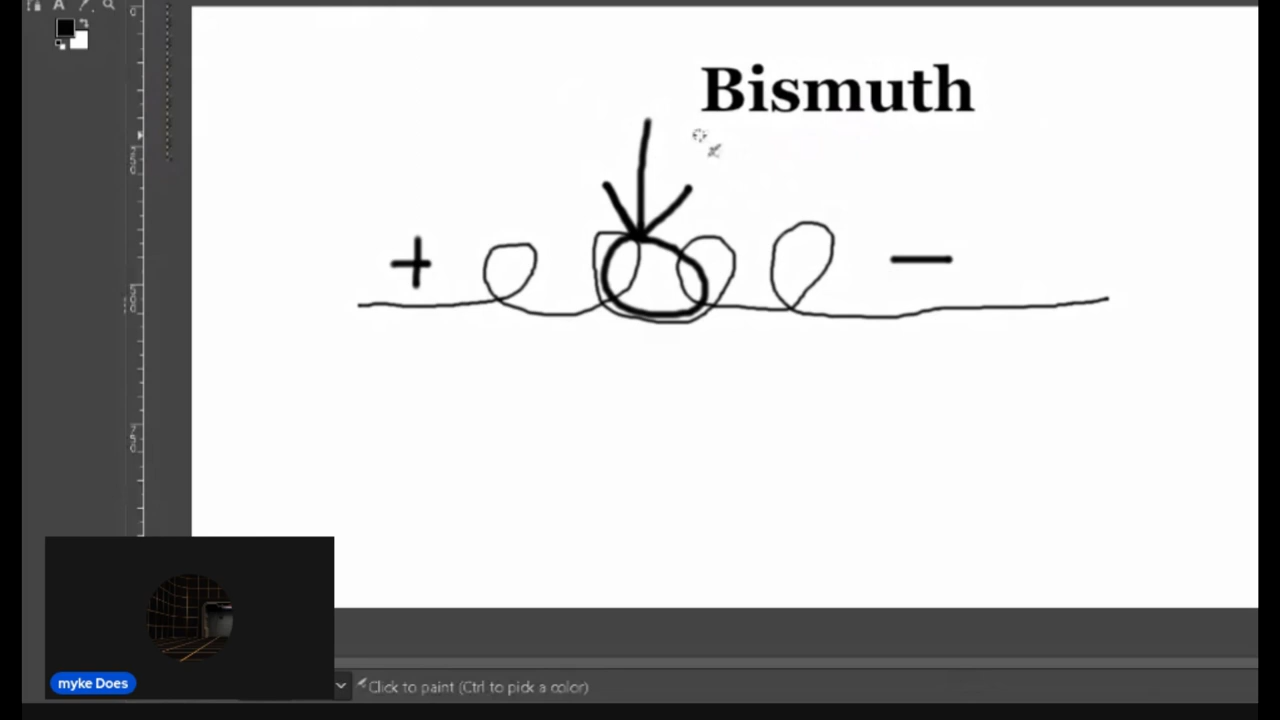 A
Bismuth
+ −
myke Does
Click to paint (Ctrl to pick a color)